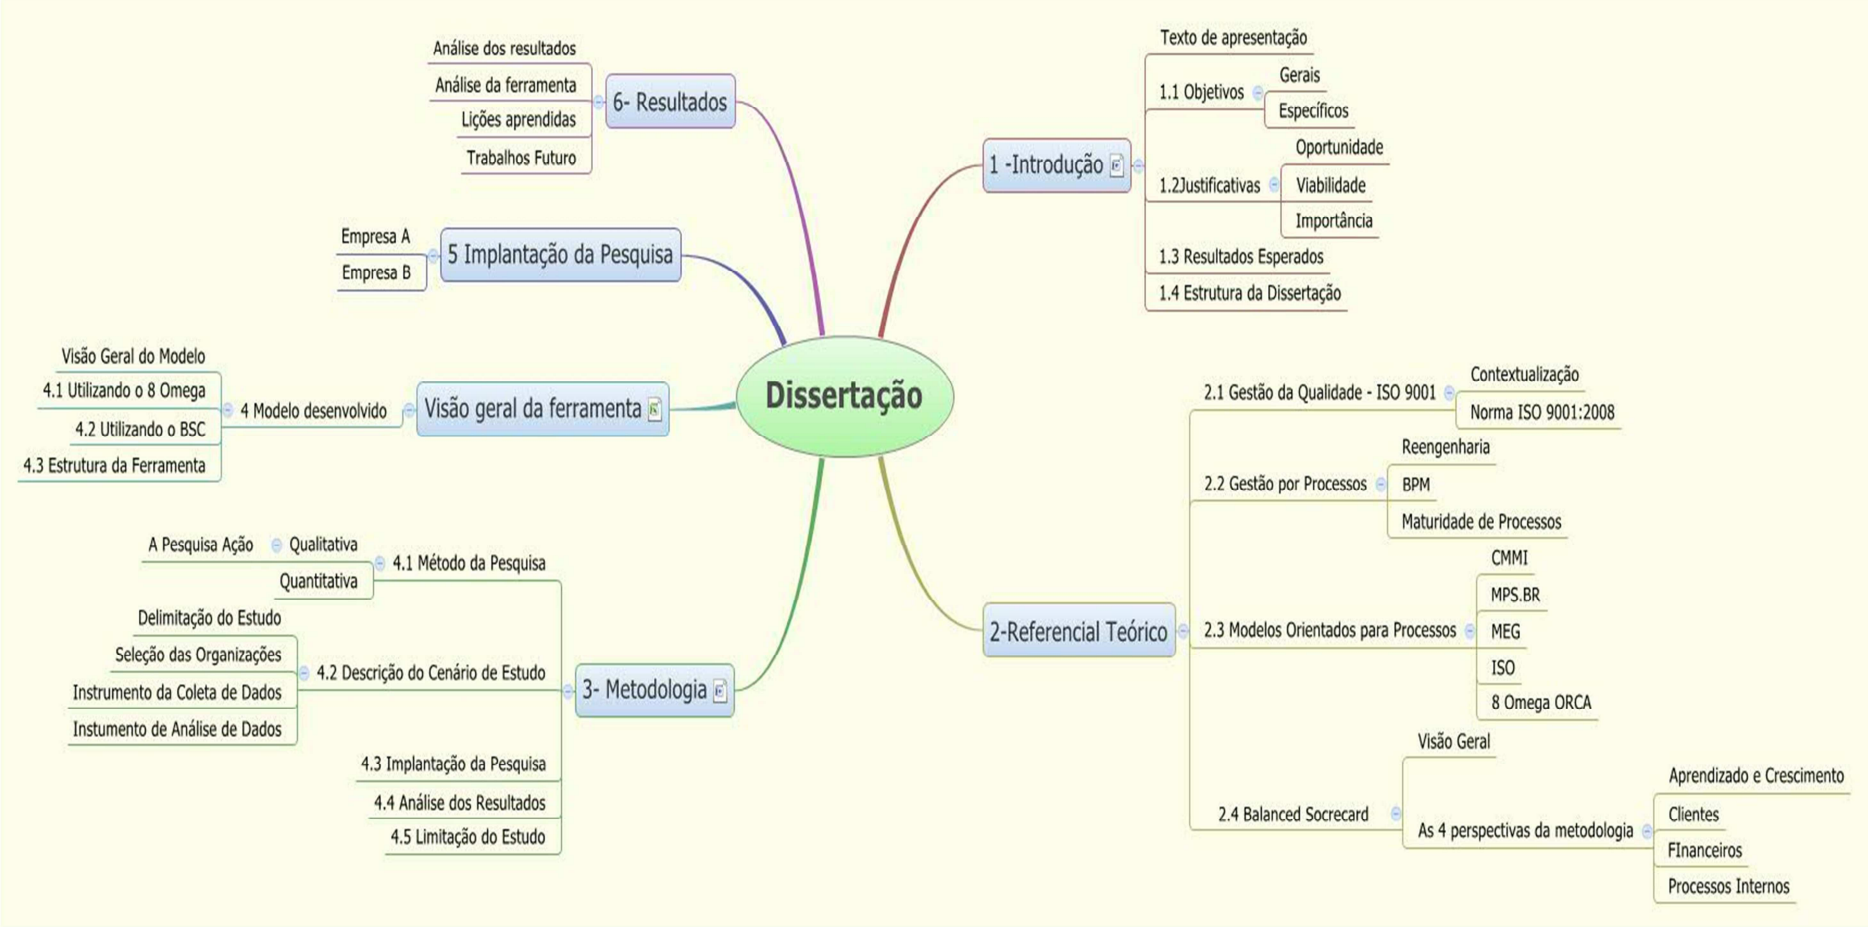 Dissertação
1 -Introdução
Texto de apresentação
1.1 Objetivos
Gerais
Específicos
1.2Justificativas
Oportunidade
Viabilidade
Importância
1.3 Resultados Esperados
1.4 Estrutura da Dissertação
2-Referencial Teórico
2.1 Gestão da Qualidade - ISO 9001
Contextualização
Norma ISO 9001:2008
2.2 Gestão por Processos
Reengenharia
BPM
Maturidade de Processos
2.3 Modelos Orientados para Processos
CMMI
MPS.BR
MEG
ISO
8 Omega ORCA
2.4 Balanced Socrecard
Visão Geral
As 4 perspectivas da metodologia
Aprendizado e Crescimento
Clientes
FInanceiros
Processos Internos
3- Metodologia
4.1 Método da Pesquisa
Qualitativa
A Pesquisa Ação
Quantitativa
4.2 Descrição do Cenário de Estudo
Delimitação do Estudo
Seleção das Organizações
Instrumento da Coleta de Dados
Instumento de Análise de Dados
4.3 Implantação da Pesquisa
4.4 Análise dos Resultados
4.5 Limitação do Estudo
Visão geral da ferramenta
4 Modelo desenvolvido
Visão Geral do Modelo
4.1 Utilizando o 8 Omega
4.2 Utilizando o BSC
4.3 Estrutura da Ferramenta
5 Implantação da Pesquisa
Empresa A
Empresa B
6- Resultados
Análise dos resultados
Análise da ferramenta
Lições aprendidas
Trabalhos Futuro